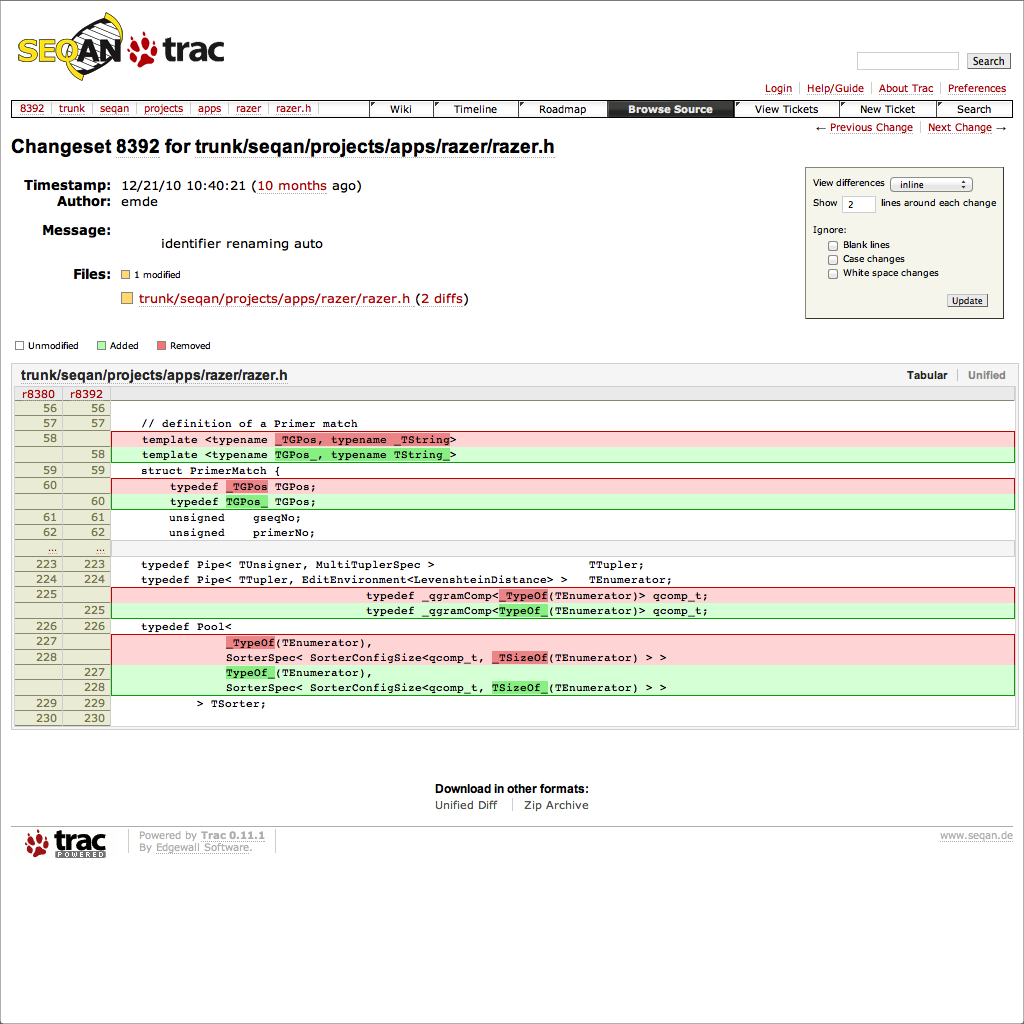 SEQAN trac
Search
Login Help/Guide About Trac Preferences
8392 trunk seqan projects apps razer razer.h Wiki Timeline Roadmap Browse Source View Tickets New Ticket Search
← Previous Change Next Change →
Changeset 8392 for trunk/seqan/projects/apps/razer/razer.h
Timestamp: 12/21/10 10:40:21 (10 months ago)
Author: emde
Message:
identifier renaming auto
Files: 1 modified
trunk/seqan/projects/apps/razer/razer.h (2 diffs)
View differences inline
Show 2 lines around each change
Ignore:
Blank lines
Case changes
White space changes
Update
Unmodified Added Removed
trunk/seqan/projects/apps/razer/razer.h Tabular Unified
r8380 r8392
56 56
57 57 // definition of a Primer match
58 template <typename _TGPos, typename _TString>
58 template <typename TGPos_, typename TString_>
59 59 struct PrimerMatch {
60 typedef _TGPos TGPos;
60 typedef TGPos_ TGPos;
61 61 unsigned gseqNo;
62 62 unsigned primerNo;
… …
223 223 typedef Pipe< TUnsigner, MultiTuplerSpec > TTupler;
224 224 typedef Pipe< TTupler, EditEnvironment<LevenshteinDistance> > TEnumerator;
225 typedef _qgramComp<_TypeOf(TEnumerator)> qcomp_t;
225 typedef _qgramComp<TypeOf_(TEnumerator)> qcomp_t;
226 226 typedef Pool<
227 _TypeOf(TEnumerator),
228 SorterSpec< SorterConfigSize<qcomp_t, _TSizeOf(TEnumerator) > >
227 TypeOf_(TEnumerator),
228 SorterSpec< SorterConfigSize<qcomp_t, TSizeOf_(TEnumerator) > >
229 229 > TSorter;
230 230
Download in other formats:
Unified Diff Zip Archive
trac POWERED
Powered by Trac 0.11.1
By Edgewall Software.
www.seqan.de